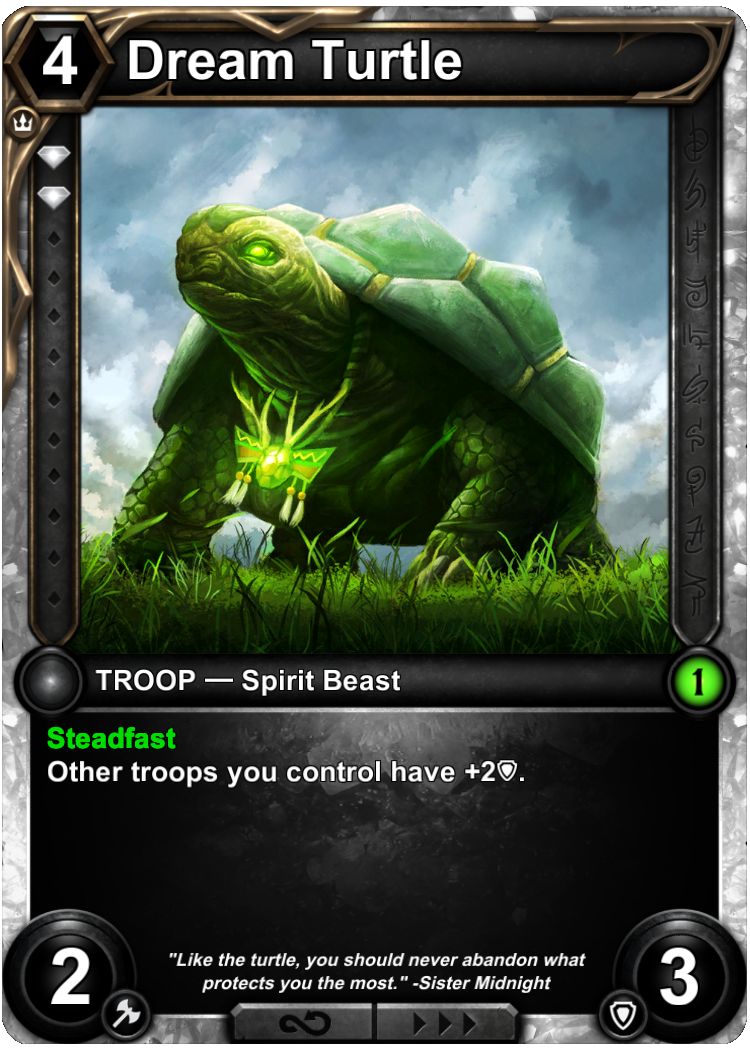 4 Dream Turtle
TROOP — Spirit Beast
1
Steadfast
Other troops you control have +2.
"Like the turtle, you should never abandon what
protects you the most." -Sister Midnight
2
3